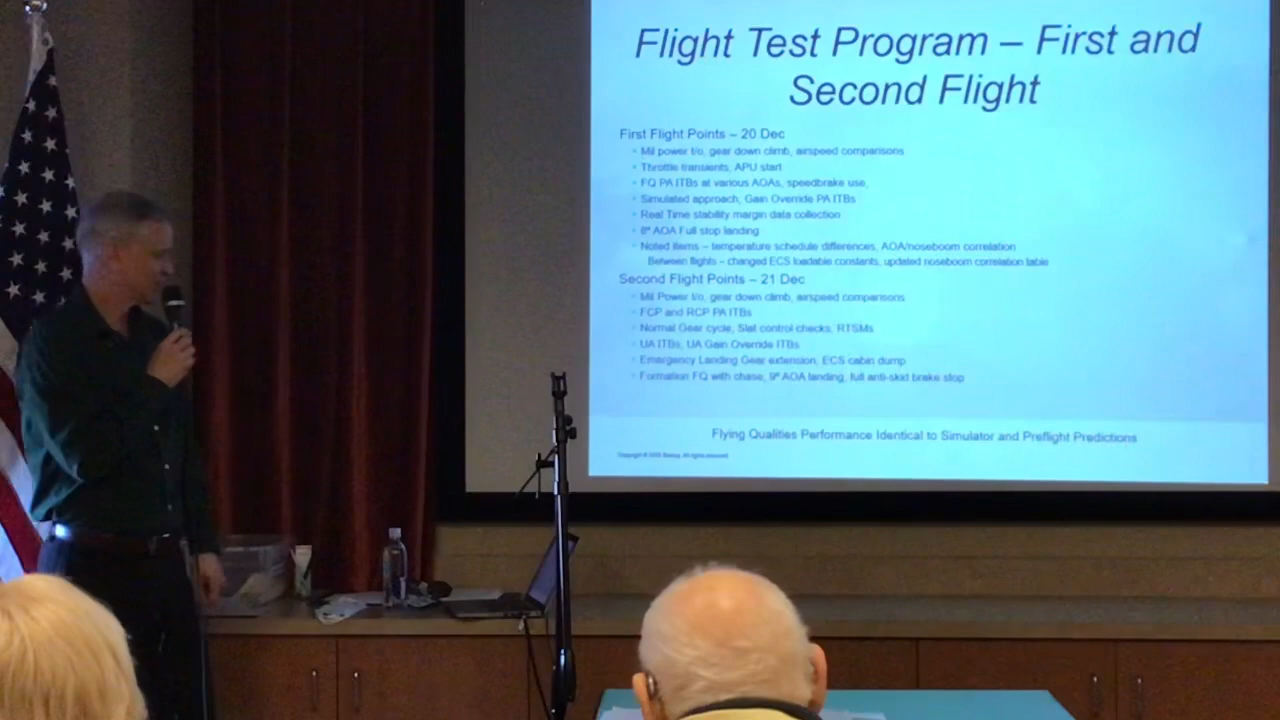 Flight Test Program – First and
Second Flight
First Flight Points – 20 Dec
Mil power t/o, gear down climb, airspeed comparisons
Throttle transients, APU start
FQ PA ITBs at various AOAs, speedbrake use,
Simulated approach, Gain Override PA ITBs
Real Time stability margin data collection
8° AOA Full stop landing
Noted items – temperature schedule differences, AOA/noseboom correlation
Between flights – changed ECS loadable constants, updated noseboom correlation table
Second Flight Points – 21 Dec
Mil Power t/o, gear down climb, airspeed comparisons
FCP and RCP PA ITBs
Normal Gear cycle, Slat control checks, RTSMs
UA ITBs, UA Gain Override ITBs
Emergency Landing Gear extension, ECS cabin dump
Formation FQ with chase, 9° AOA landing, full anti-skid brake stop
Flying Qualities Performance Identical to Simulator and Preflight Predictions
Copyright © Boeing. All rights reserved.